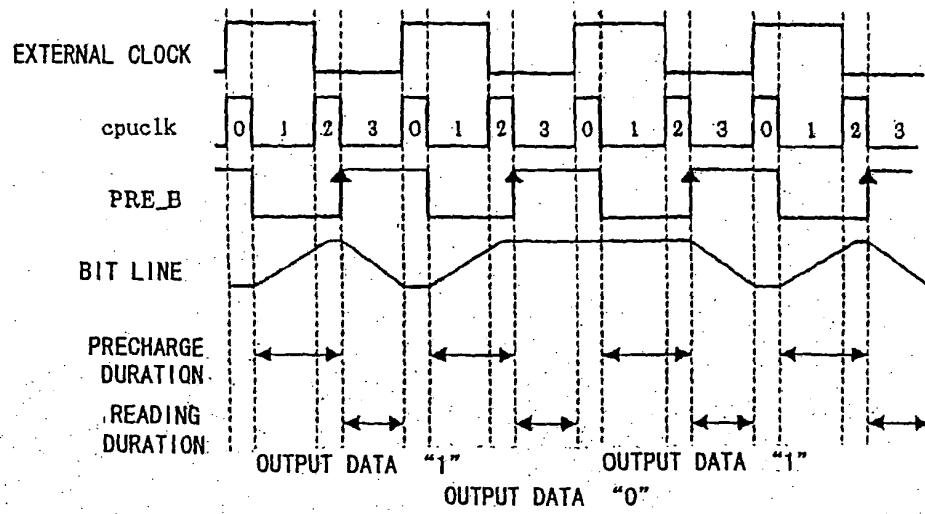 EXTERNAL CLOCK
cpuclk
0 1 2 3 0 1 2 3 0 1 2 3 0 1 2 3
PRE_B
BIT LINE
PRECHARGE
DURATION
READING
DURATION
OUTPUT DATA “1”
OUTPUT DATA “1”
OUTPUT DATA “0”